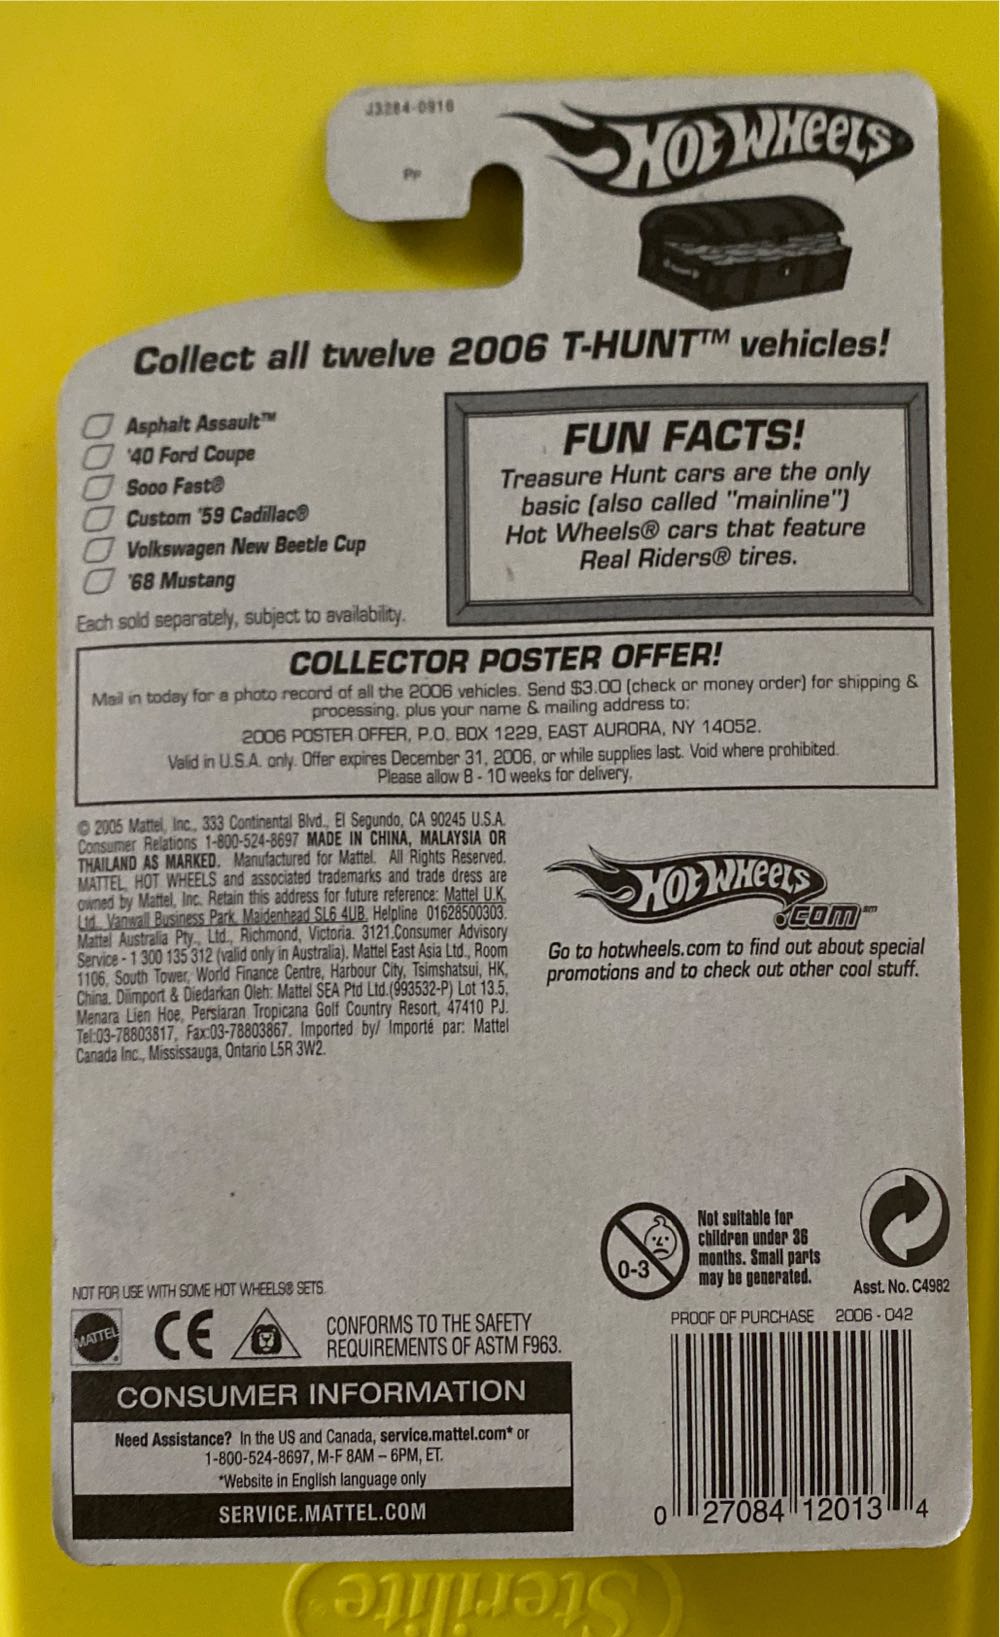 J3284-0916
Pp
HOT WHEELS
Collect all twelve 2006 T-HUNT™ vehicles!
Asphalt Assault™
'40 Ford Coupe
Sooo Fast®
Custom '59 Cadillac®
Volkswagen New Beetle Cup
'68 Mustang
Each sold separately, subject to availability.
FUN FACTS!
Treasure Hunt cars are the only
basic (also called "mainline")
Hot Wheels® cars that feature
Real Riders® tires.
COLLECTOR POSTER OFFER!
Mail in today for a photo record of all the 2006 vehicles. Send $3.00 (check or money order) for shipping &
processing, plus your name & mailing address to:
2006 POSTER OFFER, P.O. BOX 1229, EAST AURORA, NY 14052.
Valid in U.S.A. only. Offer expires December 31, 2006, or while supplies last. Void where prohibited.
Please allow 8 - 10 weeks for delivery.
© 2005 Mattel, Inc., 333 Continental Blvd., El Segundo, CA 90245 U.S.A.
Consumer Relations 1-800-524-8697 MADE IN CHINA, MALAYSIA OR
THAILAND AS MARKED. Manufactured for Mattel. All Rights Reserved.
MATTEL, HOT WHEELS and associated trademarks and trade dress are
owned by Mattel, Inc. Retain this address for future reference: Mattel U.K.
Ltd., Vanwall Business Park, Maidenhead SL6 4UB. Helpline 01628500303.
Mattel Australia Pty., Ltd., Richmond, Victoria. 3121.Consumer Advisory
Service - 1 300 135 312 (valid only in Australia). Mattel East Asia Ltd., Room
1106, South Tower, World Finance Centre, Harbour City, Tsimshatsui, HK,
China. Diimport & Diedarkan Oleh: Mattel SEA Ptd Ltd.(993532-P) Lot 13.5,
Menara Lien Hoe, Persiaran Tropicana Golf Country Resort, 47410 PJ.
Tel:03-78803817, Fax:03-78803867. Imported by/ Importé par: Mattel
Canada Inc., Mississauga, Ontario L5R 3W2.
HOT WHEELS
.com℠
Go to hotwheels.com to find out about special
promotions and to check out other cool stuff.
0-3
Not suitable for
children under 36
months. Small parts
may be generated.
Asst. No. C4982
NOT FOR USE WITH SOME HOT WHEELS® SETS.
MATTEL
CE
CONFORMS TO THE SAFETY
REQUIREMENTS OF ASTM F963.
PROOF OF PURCHASE 2006 - 042
CONSUMER INFORMATION
Need Assistance? In the US and Canada, service.mattel.com* or
1-800-524-8697, M-F 8AM – 6PM, ET.
*Website in English language only
SERVICE.MATTEL.COM
0 27084 12013 4
Sterilite